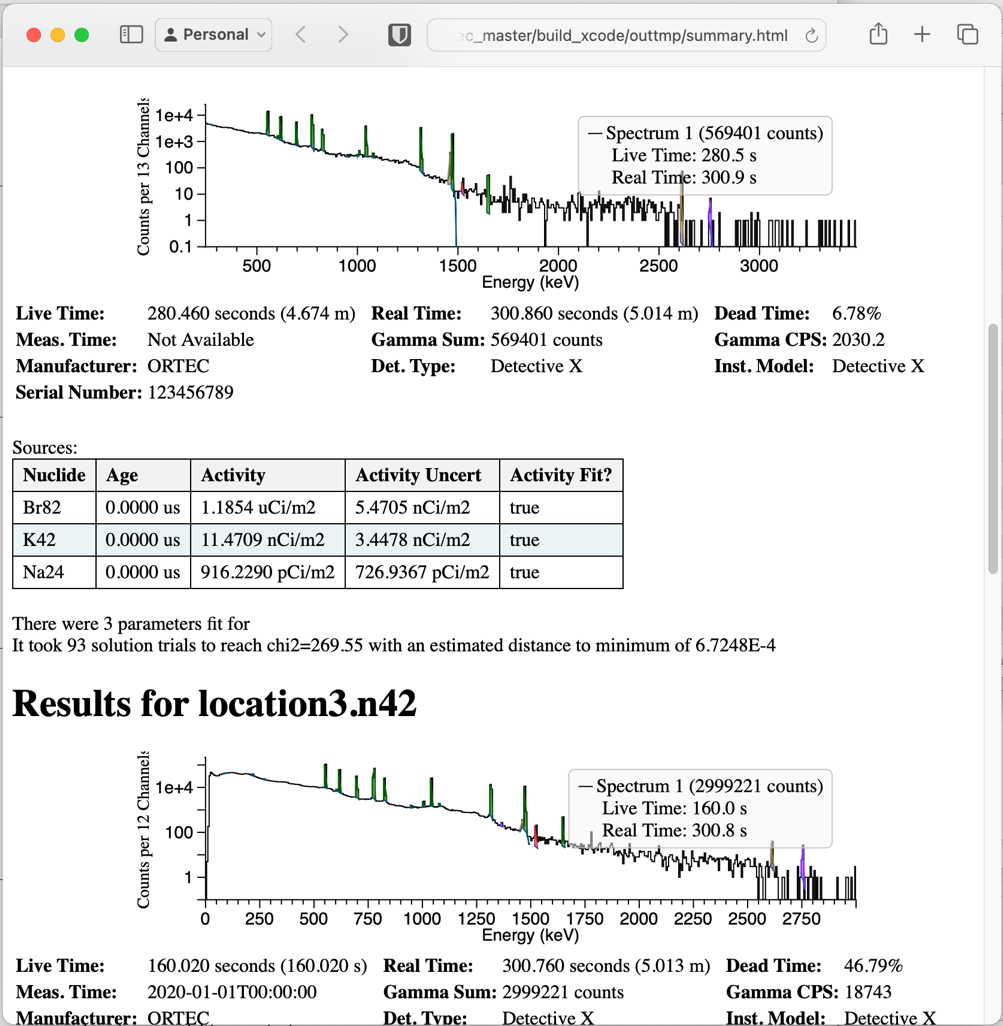 Personal
ec_master/build_xcode/outtmp/summary.html
Counts per 13 Channels
1e+4
1e+3
100
10
1
0.1
Spectrum 1 (569401 counts)
Live Time: 280.5 s
Real Time: 300.9 s
500 1000 1500 2000 2500 3000
Energy (keV)
Live Time: 280.460 seconds (4.674 m) Real Time: 300.860 seconds (5.014 m) Dead Time: 6.78%
Meas. Time: Not Available Gamma Sum: 569401 counts Gamma CPS: 2030.2
Manufacturer: ORTEC Det. Type: Detective X Inst. Model: Detective X
Serial Number: 123456789
Sources:
Nuclide Age Activity Activity Uncert Activity Fit?
Br82 0.0000 us 1.1854 uCi/m2 5.4705 nCi/m2 true
K42 0.0000 us 11.4709 nCi/m2 3.4478 nCi/m2 true
Na24 0.0000 us 916.2290 pCi/m2 726.9367 pCi/m2 true
There were 3 parameters fit for
It took 93 solution trials to reach chi2=269.55 with an estimated distance to minimum of 6.7248E-4
Results for location3.n42
Counts per 12 Channels
1e+4
100
1
Spectrum 1 (2999221 counts)
Live Time: 160.0 s
Real Time: 300.8 s
0 250 500 750 1000 1250 1500 1750 2000 2250 2500 2750
Energy (keV)
Live Time: 160.020 seconds (160.020 s) Real Time: 300.760 seconds (5.013 m) Dead Time: 46.79%
Meas. Time: 2020-01-01T00:00:00 Gamma Sum: 2999221 counts Gamma CPS: 18743
Manufacturer: ORTEC Det. Type: Detective X Inst. Model: Detective X